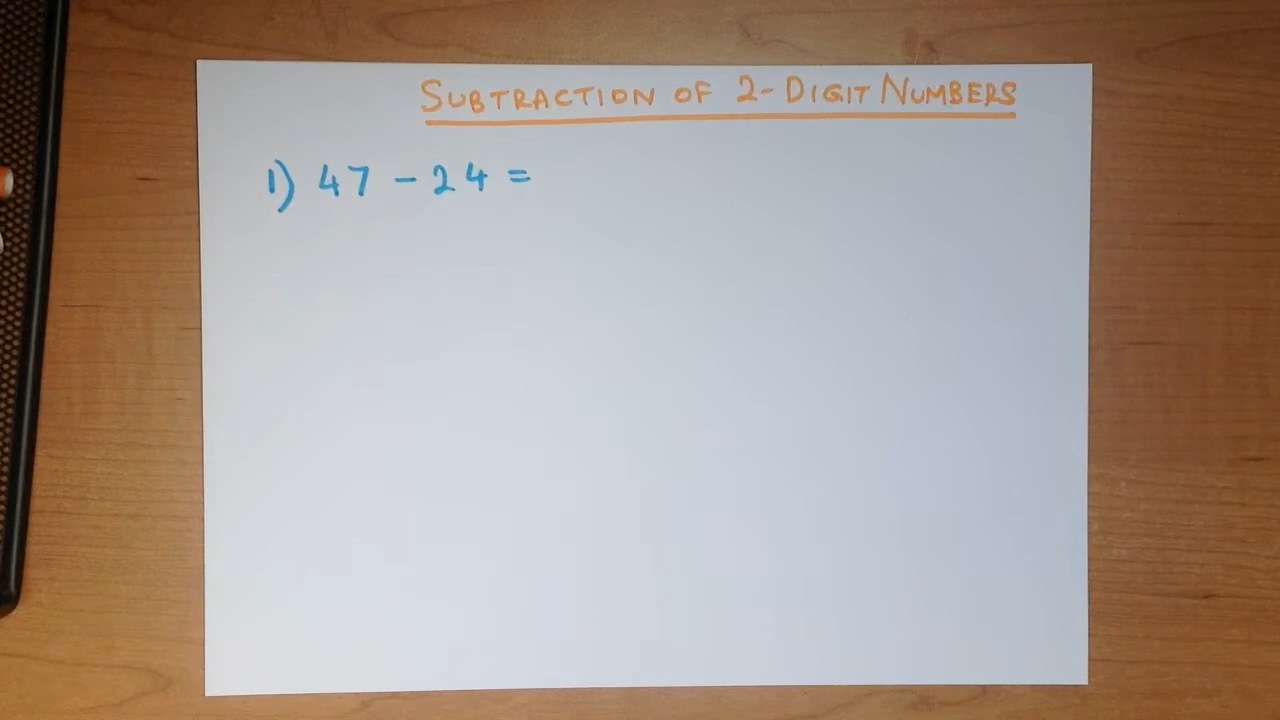 SUBTRACTION OF 2-DIGIT NUMBERS
1) 47 - 24 =